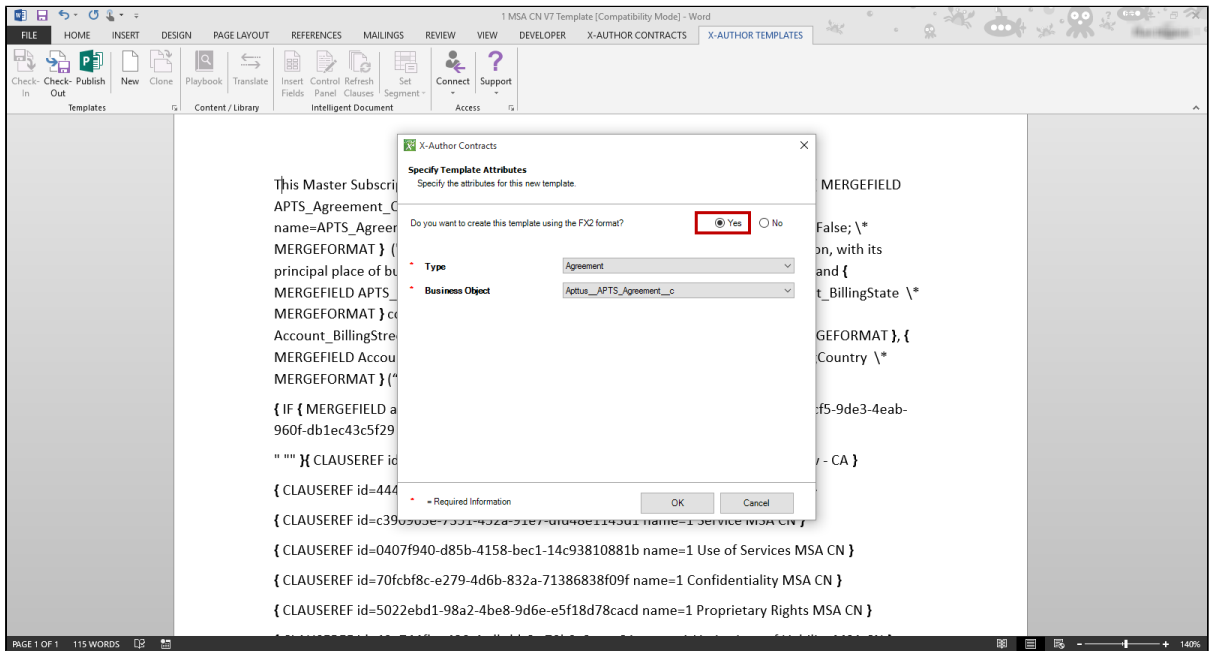 1 MSA CN V7 Template [Compatibility Mode] - Word
FILE HOME INSERT DESIGN PAGE LAYOUT REFERENCES MAILINGS REVIEW VIEW DEVELOPER X-AUTHOR CONTRACTS X-AUTHOR TEMPLATES
Check- Check- Publish New Clone Playbook Translate Insert Control Refresh Set Connect Support
In Out Fields Panel Clauses Segment
Templates Content / Library Intelligent Document Access
X-Author Contracts
Specify Template Attributes
Specify the attributes for this new template.
Do you want to create this template using the FX2 format? Yes No
* Type Agreement
* Business Object Apttus__APTS_Agreement__c
* = Required Information OK Cancel
This Master Subscri MERGEFIELD
APTS_Agreement_C
name=APTS_Agreer False; \*
MERGEFORMAT } (" on, with its
principal place of bu and {
MERGEFIELD APTS_ t_BillingState \*
MERGEFORMAT } co
Account_BillingStree GEFORMAT }, {
MERGEFIELD Accou Country \*
MERGEFORMAT } ("
{ IF { MERGEFIELD a cf5-9de3-4eab-
960f-db1ec43c5f29
" "" }{ CLAUSEREF id y - CA }
{ CLAUSEREF id=444
{ CLAUSEREF name=1 Service MSA CN }
{ CLAUSEREF id=0407f940-d85b-4158-bec1-14c93810881b name=1 Use of Services MSA CN }
{ CLAUSEREF id=70fcbf8c-e279-4d6b-832a-71386838f09f name=1 Confidentiality MSA CN }
{ CLAUSEREF id=5022ebd1-98a2-4be8-9d6e-e5f18d78cacd name=1 Proprietary Rights MSA CN }
PAGE 1 OF 1 115 WORDS 140%